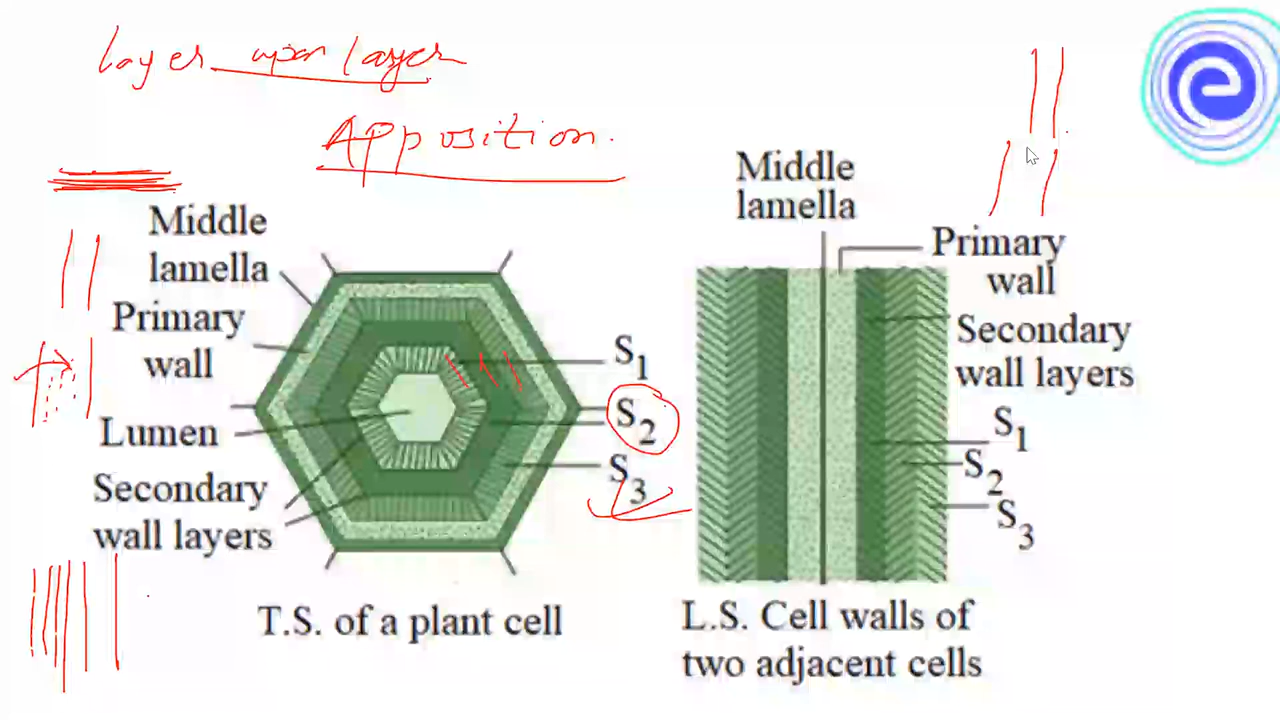 Layer upon layer
Apposition.
Middle
lamella
Primary
wall
Lumen
Secondary
wall layers
S1
S2
S3
T.S. of a plant cell
Middle
lamella
Primary
wall
Secondary
wall layers
S1
S2
S3
L.S. Cell walls of
two adjacent cells